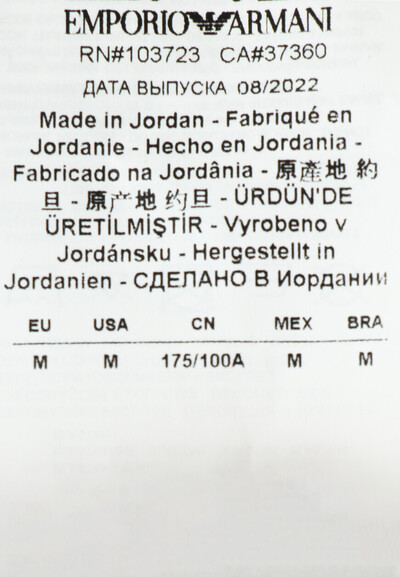 EMPORIO ARMANI
RN#103723 CA#37360
ДАТА ВЫПУСКА 08/2022
Made in Jordan - Fabriqué en
Jordanie - Hecho en Jordania -
Fabricado na Jordânia - 原產地 約
旦 - 原产地 约旦 - ÜRDÜN'DE
ÜRETİLMİŞTİR - Vyrobeno v
Jordánsku - Hergestellt in
Jordanien - СДЕЛАНО В Иордании
EU USA CN MEX BRA
M M 175/100A M M